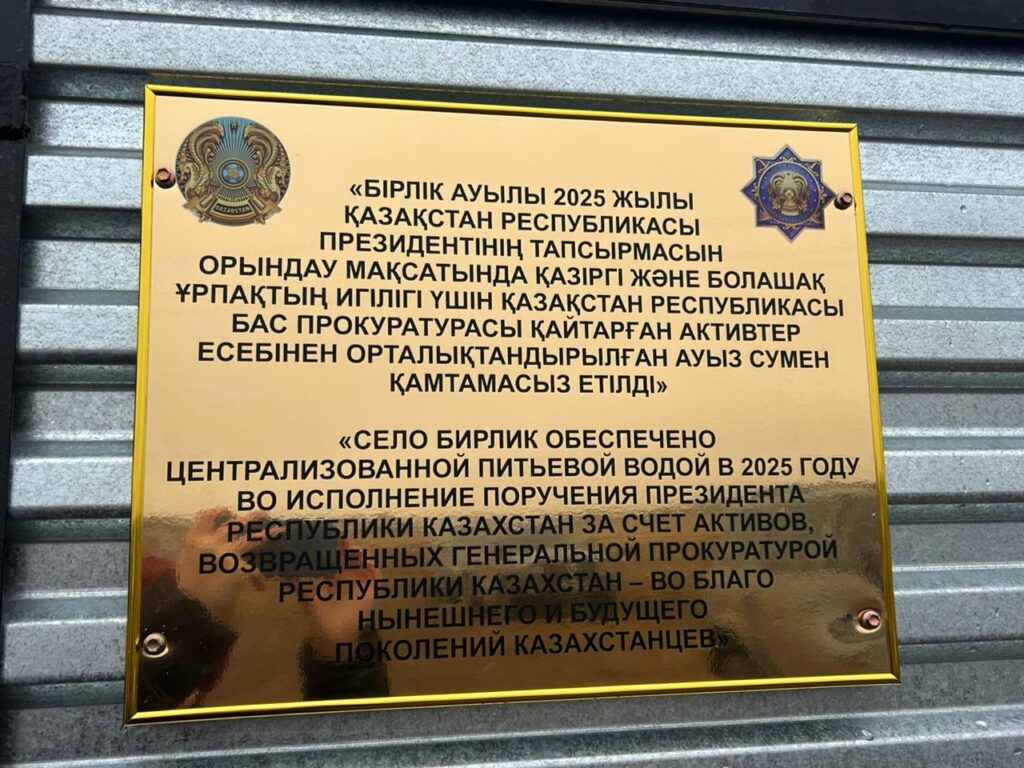 QAZAQSTAN
«БІРЛІК АУЫЛЫ 2025 ЖЫЛЫ
ҚАЗАҚСТАН РЕСПУБЛИКАСЫ
ПРЕЗИДЕНТІНІҢ ТАПСЫРМАСЫН
ОРЫНДАУ МАҚСАТЫНДА ҚАЗІРГІ ЖӘНЕ БОЛАШАҚ
ҰРПАҚТЫҢ ИГІЛІГІ ҮШІН ҚАЗАҚСТАН РЕСПУБЛИКАСЫ
БАС ПРОКУРАТУРАСЫ ҚАЙТАРҒАН АКТИВТЕР
ЕСЕБІНЕН ОРТАЛЫҚТАНДЫРЫЛҒАН АУЫЗ СУМЕН
ҚАМТАМАСЫЗ ЕТІЛДІ»
«СЕЛО БИРЛИК ОБЕСПЕЧЕНО
ЦЕНТРАЛИЗОВАННОЙ ПИТЬЕВОЙ ВОДОЙ В 2025 ГОДУ
ВО ИСПОЛНЕНИЕ ПОРУЧЕНИЯ ПРЕЗИДЕНТА
РЕСПУБЛИКИ КАЗАХСТАН ЗА СЧЕТ АКТИВОВ,
ВОЗВРАЩЕННЫХ ГЕНЕРАЛЬНОЙ ПРОКУРАТУРОЙ
РЕСПУБЛИКИ КАЗАХСТАН – ВО БЛАГО
НЫНЕШНЕГО И БУДУЩЕГО
ПОКОЛЕНИЙ КАЗАХСТАНЦЕВ»